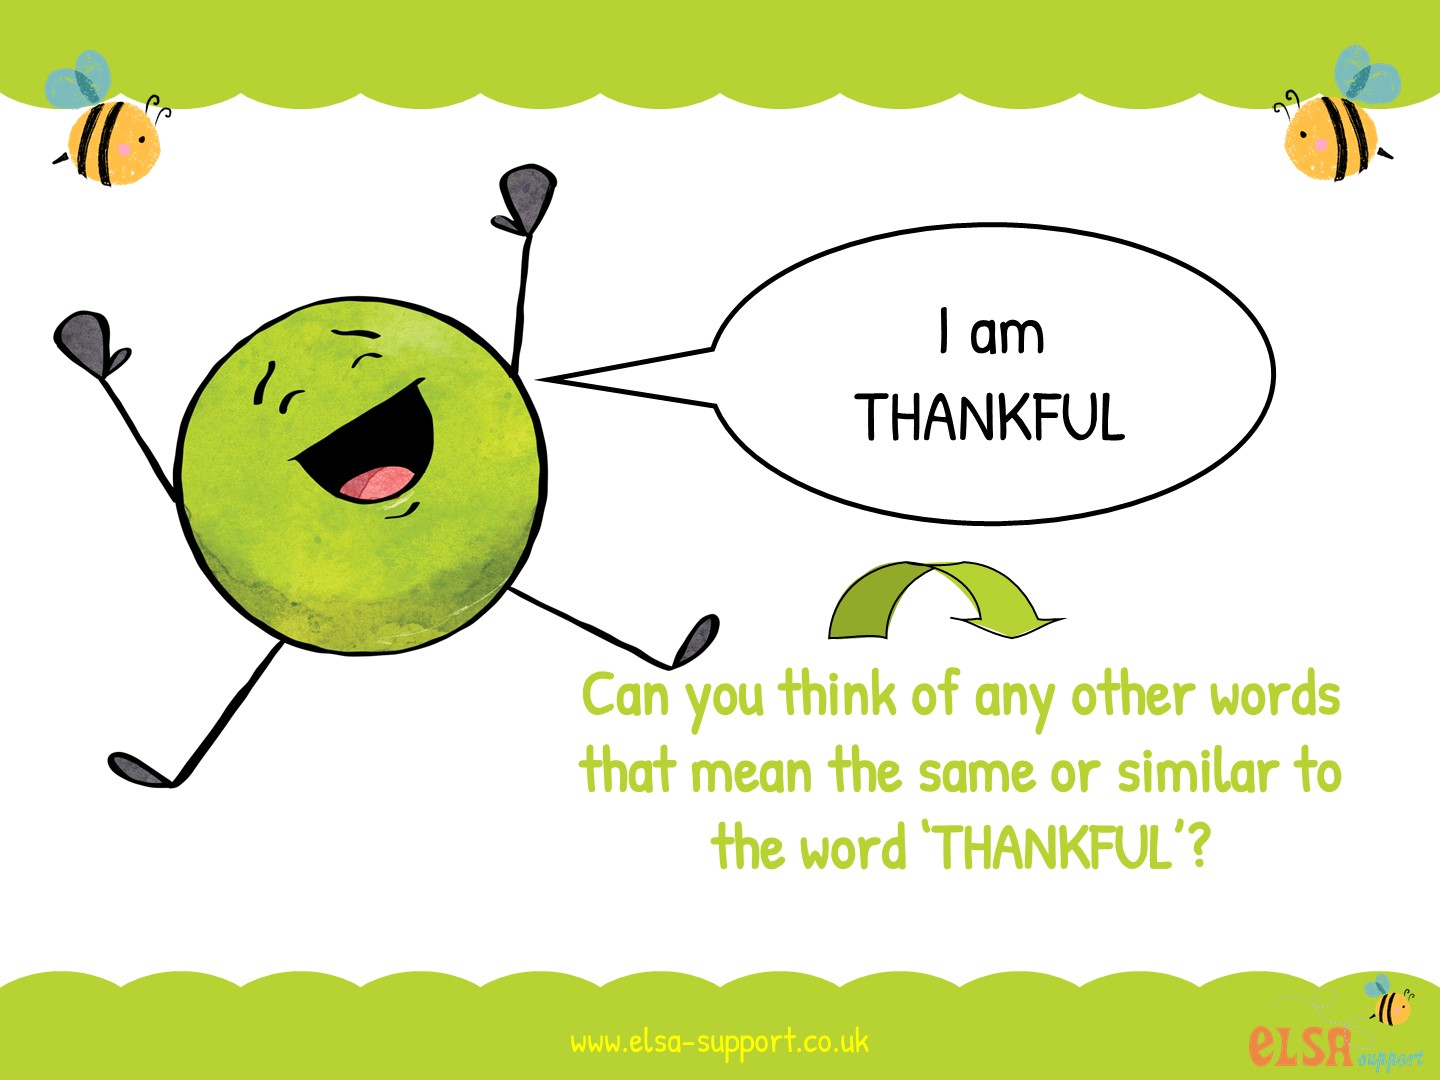 I am
THANKFUL
Can you think of any other words
that mean the same or similar to
the word ‘THANKFUL’?
www.elsa-support.co.uk
ELSA
support